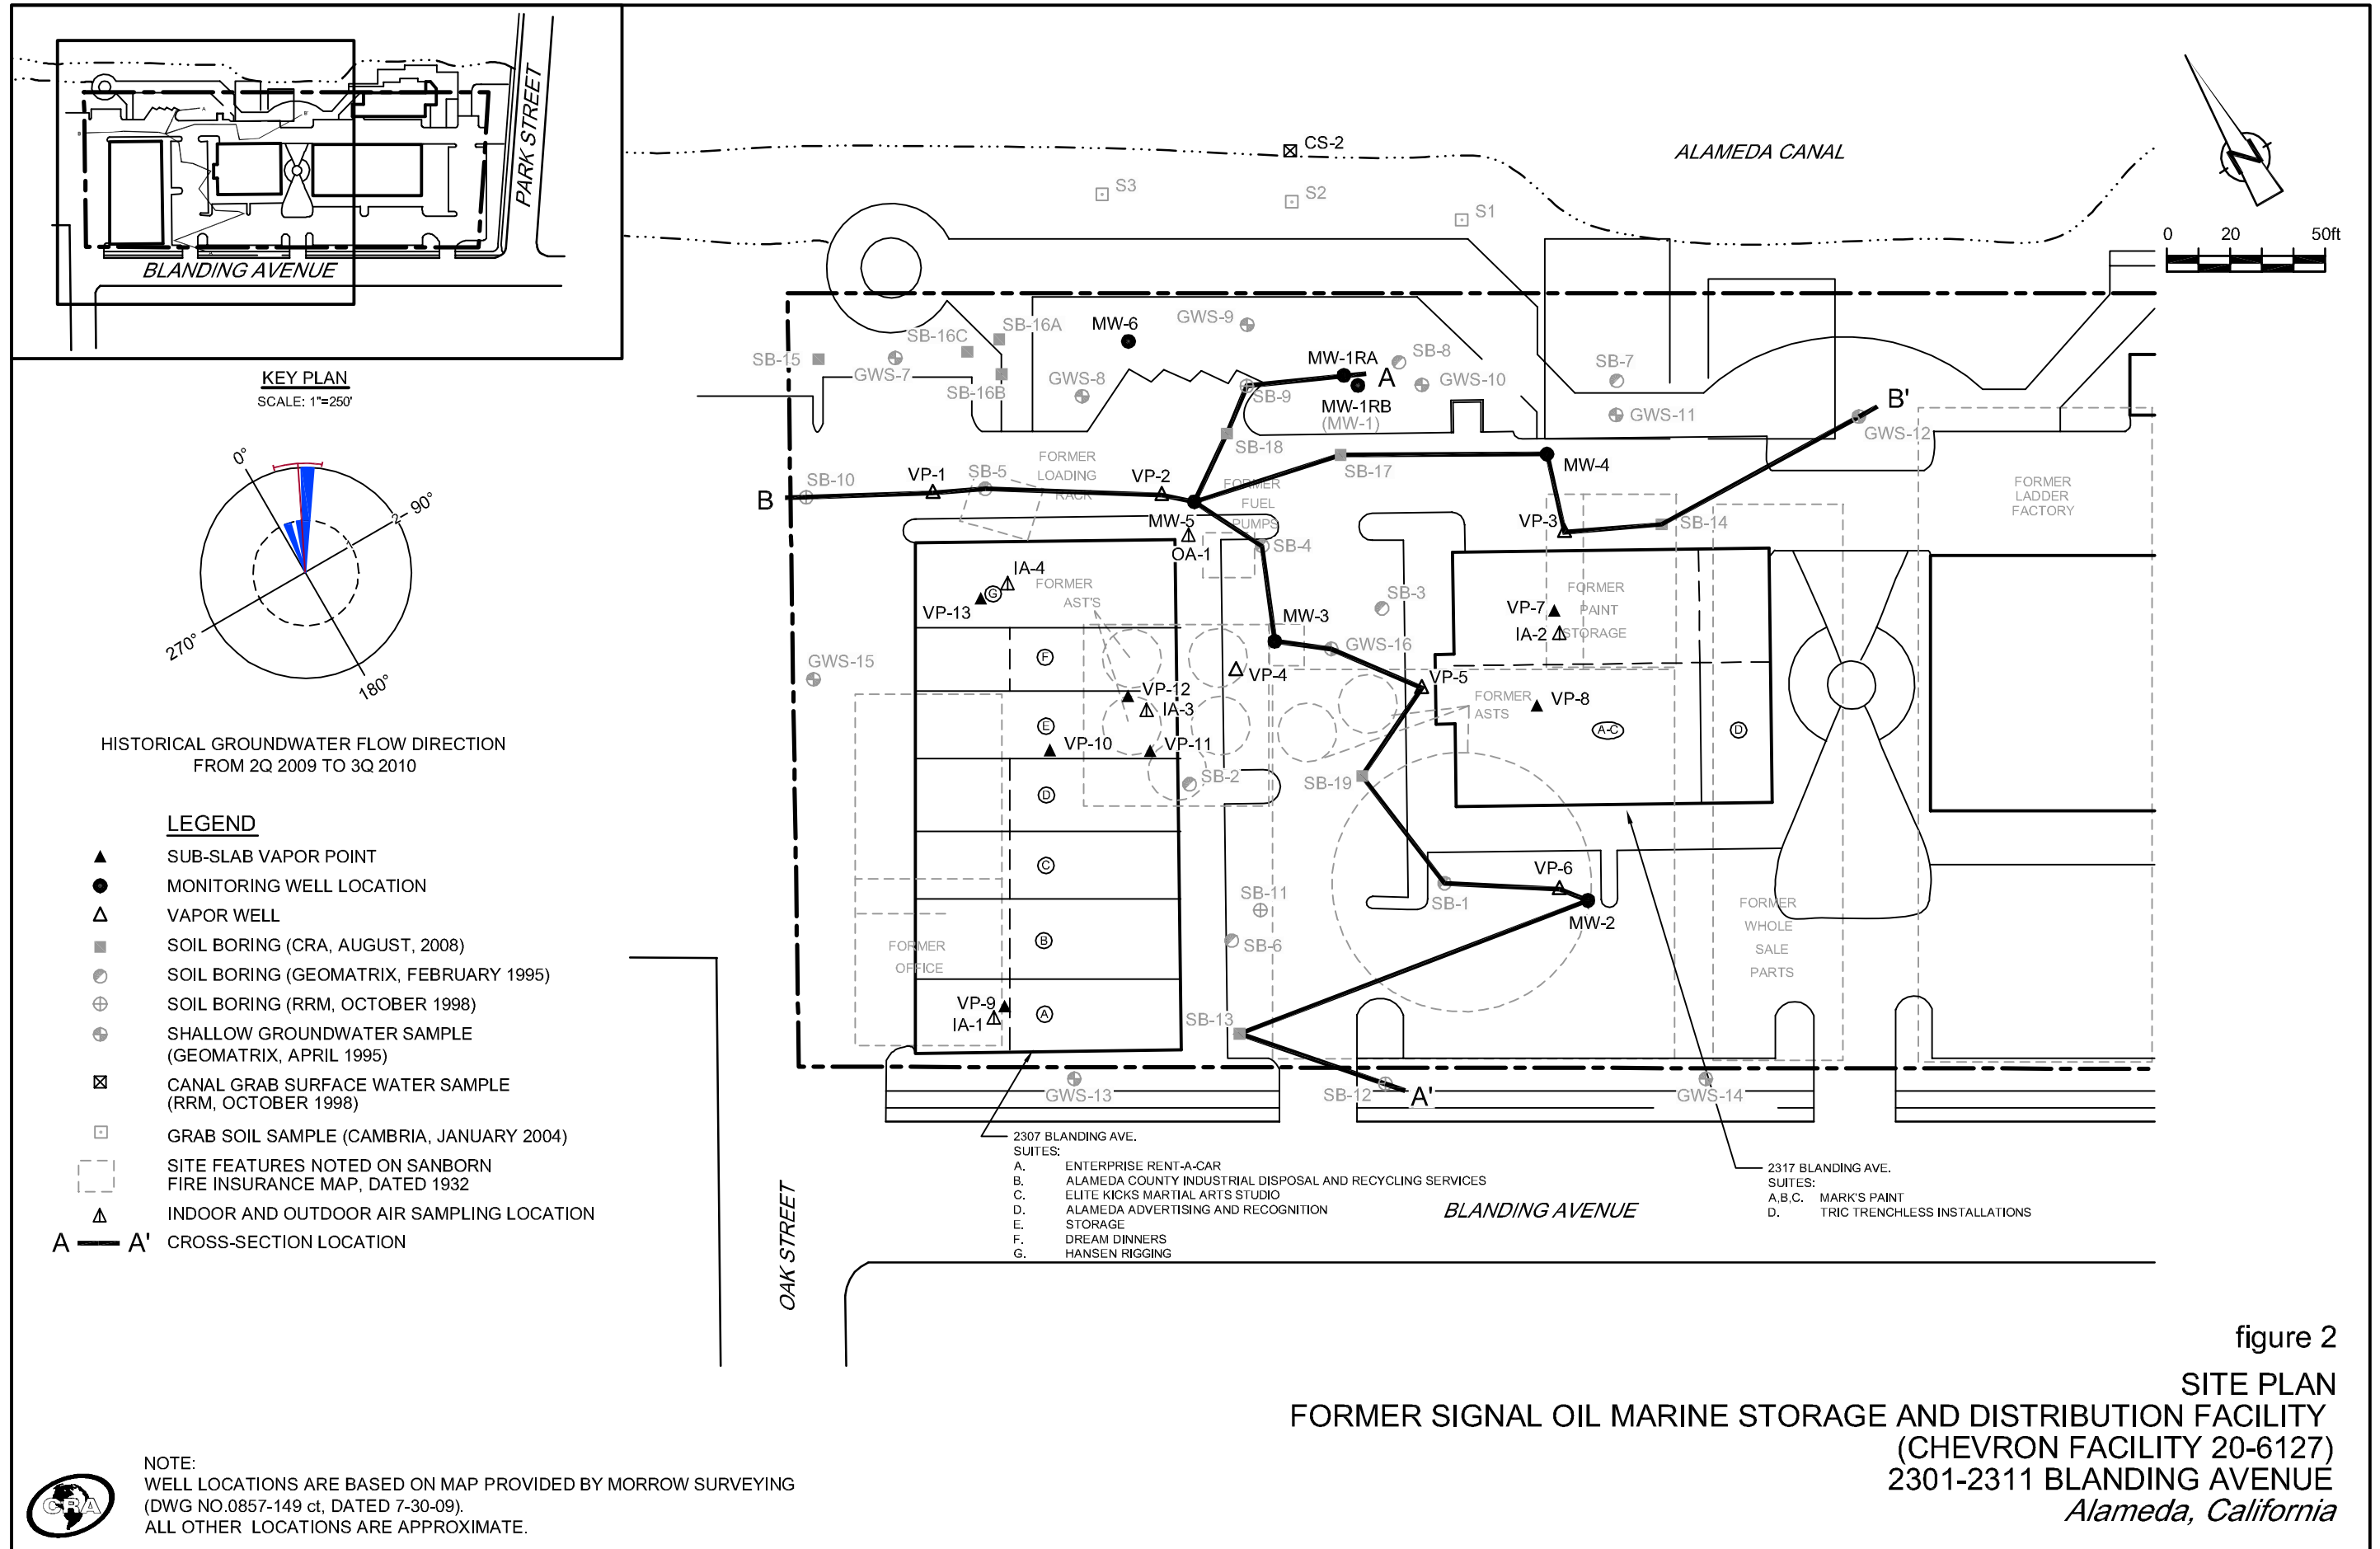 PARK STREET
BLANDING AVENUE
KEY PLAN
SCALE: 1"=250'
0°
90°
2
270°
180°
HISTORICAL GROUNDWATER FLOW DIRECTION
FROM 2Q 2009 TO 3Q 2010
LEGEND
SUB-SLAB VAPOR POINT
MONITORING WELL LOCATION
VAPOR WELL
SOIL BORING (CRA, AUGUST, 2008)
SOIL BORING (GEOMATRIX, FEBRUARY 1995)
SOIL BORING (RRM, OCTOBER 1998)
SHALLOW GROUNDWATER SAMPLE
(GEOMATRIX, APRIL 1995)
CANAL GRAB SURFACE WATER SAMPLE
(RRM, OCTOBER 1998)
GRAB SOIL SAMPLE (CAMBRIA, JANUARY 2004)
SITE FEATURES NOTED ON SANBORN
FIRE INSURANCE MAP, DATED 1932
INDOOR AND OUTDOOR AIR SAMPLING LOCATION
A A' CROSS-SECTION LOCATION
CS-2
ALAMEDA CANAL
S3
S2
S1
N
0 20 50ft
SB-15
GWS-7
SB-16C
SB-16A
SB-16B
MW-6
GWS-9
GWS-8
MW-1RA
A
SB-8
SB-9
GWS-10
MW-1RB
(MW-1)
SB-7
GWS-11
B'
GWS-12
SB-18
SB-17
MW-4
B
SB-10
VP-1
SB-5
FORMER
LOADING
RACK
VP-2
FORMER
FUEL
PUMPS
MW-5
OA-1
SB-4
VP-3
SB-14
FORMER
LADDER
FACTORY
IA-4
G
VP-13
FORMER
AST'S
SB-3
MW-3
GWS-16
VP-7
IA-2
FORMER
PAINT
STORAGE
F
GWS-15
VP-4
VP-5
VP-12
IA-3
E
VP-10
VP-11
FORMER
ASTS
VP-8
A-C
D
SB-2
SB-19
D
C
VP-6
SB-1
MW-2
SB-11
SB-6
B
FORMER
OFFICE
FORMER
WHOLE
SALE
PARTS
VP-9
IA-1
A
SB-13
GWS-13
SB-12
A'
GWS-14
2307 BLANDING AVE.
SUITES:
A. ENTERPRISE RENT-A-CAR
B. ALAMEDA COUNTY INDUSTRIAL DISPOSAL AND RECYCLING SERVICES
C. ELITE KICKS MARTIAL ARTS STUDIO
D. ALAMEDA ADVERTISING AND RECOGNITION
E. STORAGE
F. DREAM DINNERS
G. HANSEN RIGGING
2317 BLANDING AVE.
SUITES:
A,B,C. MARK'S PAINT
D. TRIC TRENCHLESS INSTALLATIONS
BLANDING AVENUE
OAK STREET
figure 2
SITE PLAN
FORMER SIGNAL OIL MARINE STORAGE AND DISTRIBUTION FACILITY
(CHEVRON FACILITY 20-6127)
2301-2311 BLANDING AVENUE
Alameda, California
CRA
NOTE:
WELL LOCATIONS ARE BASED ON MAP PROVIDED BY MORROW SURVEYING
(DWG NO.0857-149 ct, DATED 7-30-09).
ALL OTHER LOCATIONS ARE APPROXIMATE.